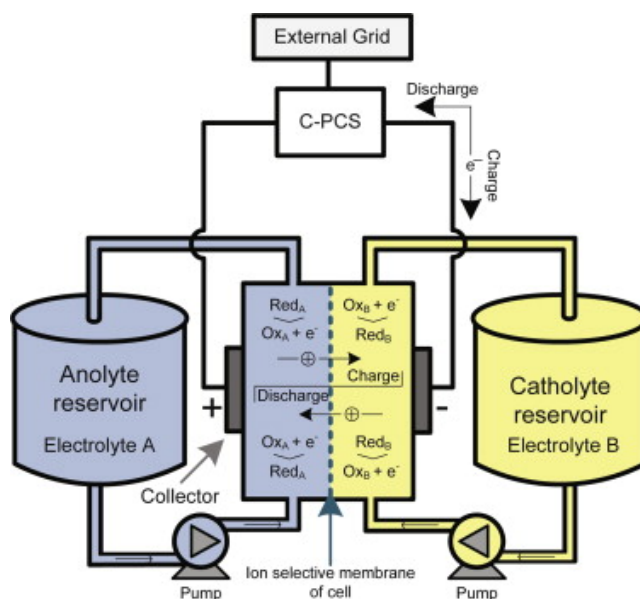 External Grid
C-PCS
Discharge
e⁻
Charge
Red_A
Ox_A + e⁻
Ox_B + e⁻
Red_B
Anolyte
reservoir
Electrolyte A
+
⊕
Charge
Discharge
⊕
-
Catholyte
reservoir
Electrolyte B
Ox_A + e⁻
Red_A
Red_B
Ox_B + e⁻
Collector
Pump
Ion selective membrane
of cell
Pump